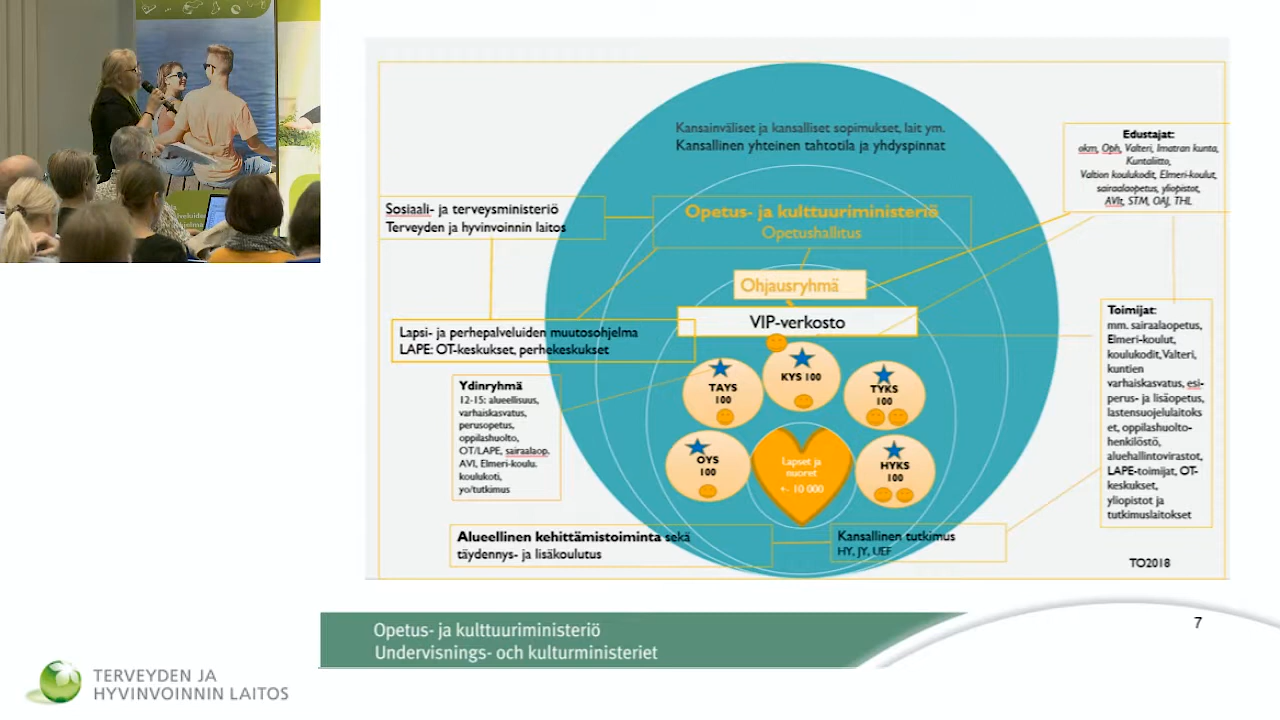 Kansainväliset ja kansalliset sopimukset, lait ym.
Kansallinen yhteinen tahtotila ja yhdyspinnat
Edustajat:
okm, Oph, Valteri, Imatran kunta,
Kuntaliitto,
Valtion koulukodit, Elmeri-koulut,
sairaalaopetus, yliopistot,
AVIt, STM, OAJ, THL
Sosiaali- ja terveysministeriö
Terveyden ja hyvinvoinnin laitos
Opetus- ja kulttuuriministeriö
Opetushallitus
Ohjausryhmä
VIP-verkosto
Lapsi- ja perhepalveluiden muutosohjelma
LAPE: OT-keskukset, perhekeskukset
Ydinryhmä
12-15: alueellisuus,
varhaiskasvatus,
perusopetus,
oppilashuolto,
OT/LAPE, sairaalaop.
AVI, Elmeri-koulu.
koulukoti,
yo/tutkimus
TAYS
100
KYS 100
TYKS
100
OYS
100
HYKS
100
Lapset ja
nuoret
+- 10 000
Toimijat:
mm. sairaalaopetus,
Elmeri-koulut,
koulukodit,Valteri,
kuntien
varhaiskasvatus, esi-
perus- ja lisäopetus,
lastensuojelulaitoks
et, oppilashuolto-
henkilöstö,
aluehallintovirastot,
LAPE-toimijat, OT-
keskukset,
yliopistot ja
tutkimuslaitokset
Alueellinen kehittämistoiminta sekä
täydennys- ja lisäkoulutus
Kansallinen tutkimus
HY, JY, UEF
TO2018
7
Opetus- ja kulttuuriministeriö
Undervisnings- och kulturministeriet
TERVEYDEN JA
HYVINVOINNIN LAITOS